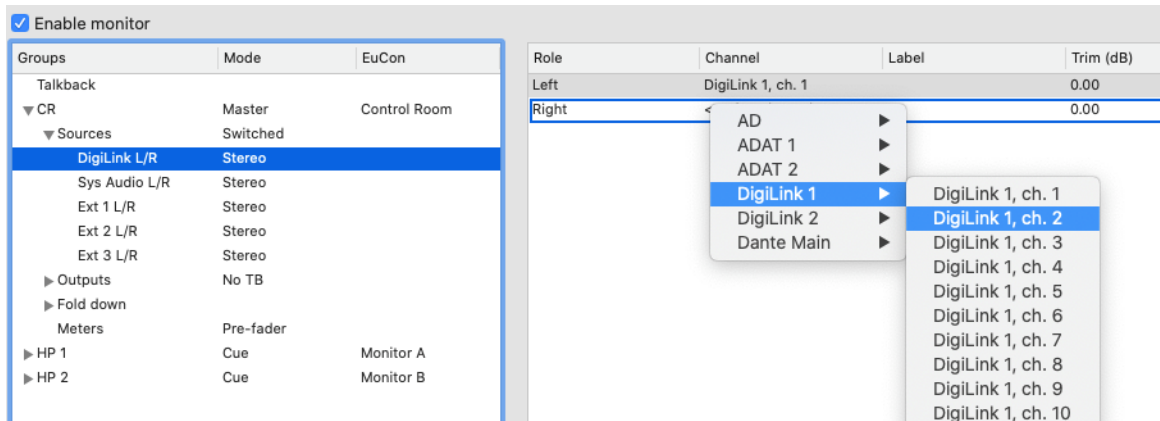 Enable monitor
Groups Mode EuCon
Talkback
CR Master Control Room
Sources Switched
DigiLink L/R Stereo
Sys Audio L/R Stereo
Ext 1 L/R Stereo
Ext 2 L/R Stereo
Ext 3 L/R Stereo
Outputs No TB
Fold down
Meters Pre-fader
HP 1 Cue Monitor A
HP 2 Cue Monitor B
Role Channel Label Trim (dB)
Left DigiLink 1, ch. 1 0.00
Right 0.00
AD
ADAT 1
ADAT 2
DigiLink 1
DigiLink 2
Dante Main
DigiLink 1, ch. 1
DigiLink 1, ch. 2
DigiLink 1, ch. 3
DigiLink 1, ch. 4
DigiLink 1, ch. 5
DigiLink 1, ch. 6
DigiLink 1, ch. 7
DigiLink 1, ch. 8
DigiLink 1, ch. 9
DigiLink 1, ch. 10